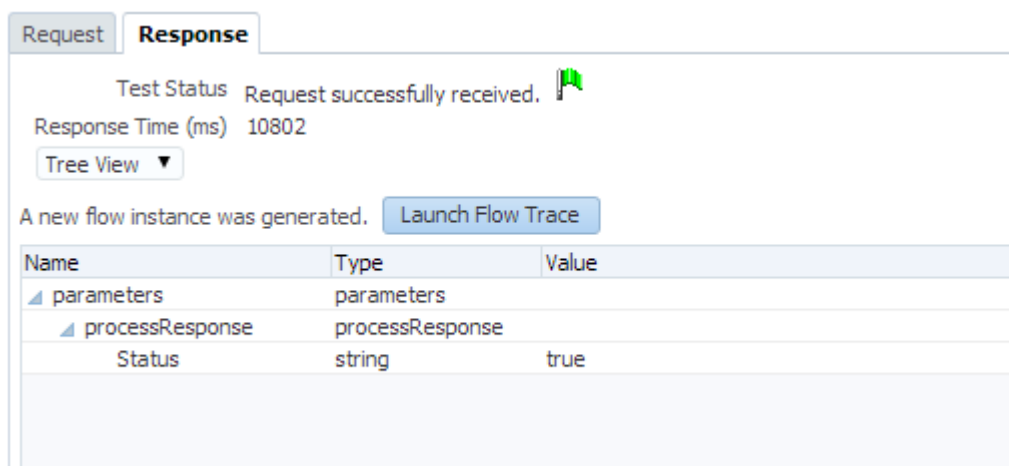 Request Response
Test Status Request successfully received.
Response Time (ms) 10802
Tree View
A new flow instance was generated. Launch Flow Trace
Name Type Value
parameters parameters
processResponse processResponse
Status string true